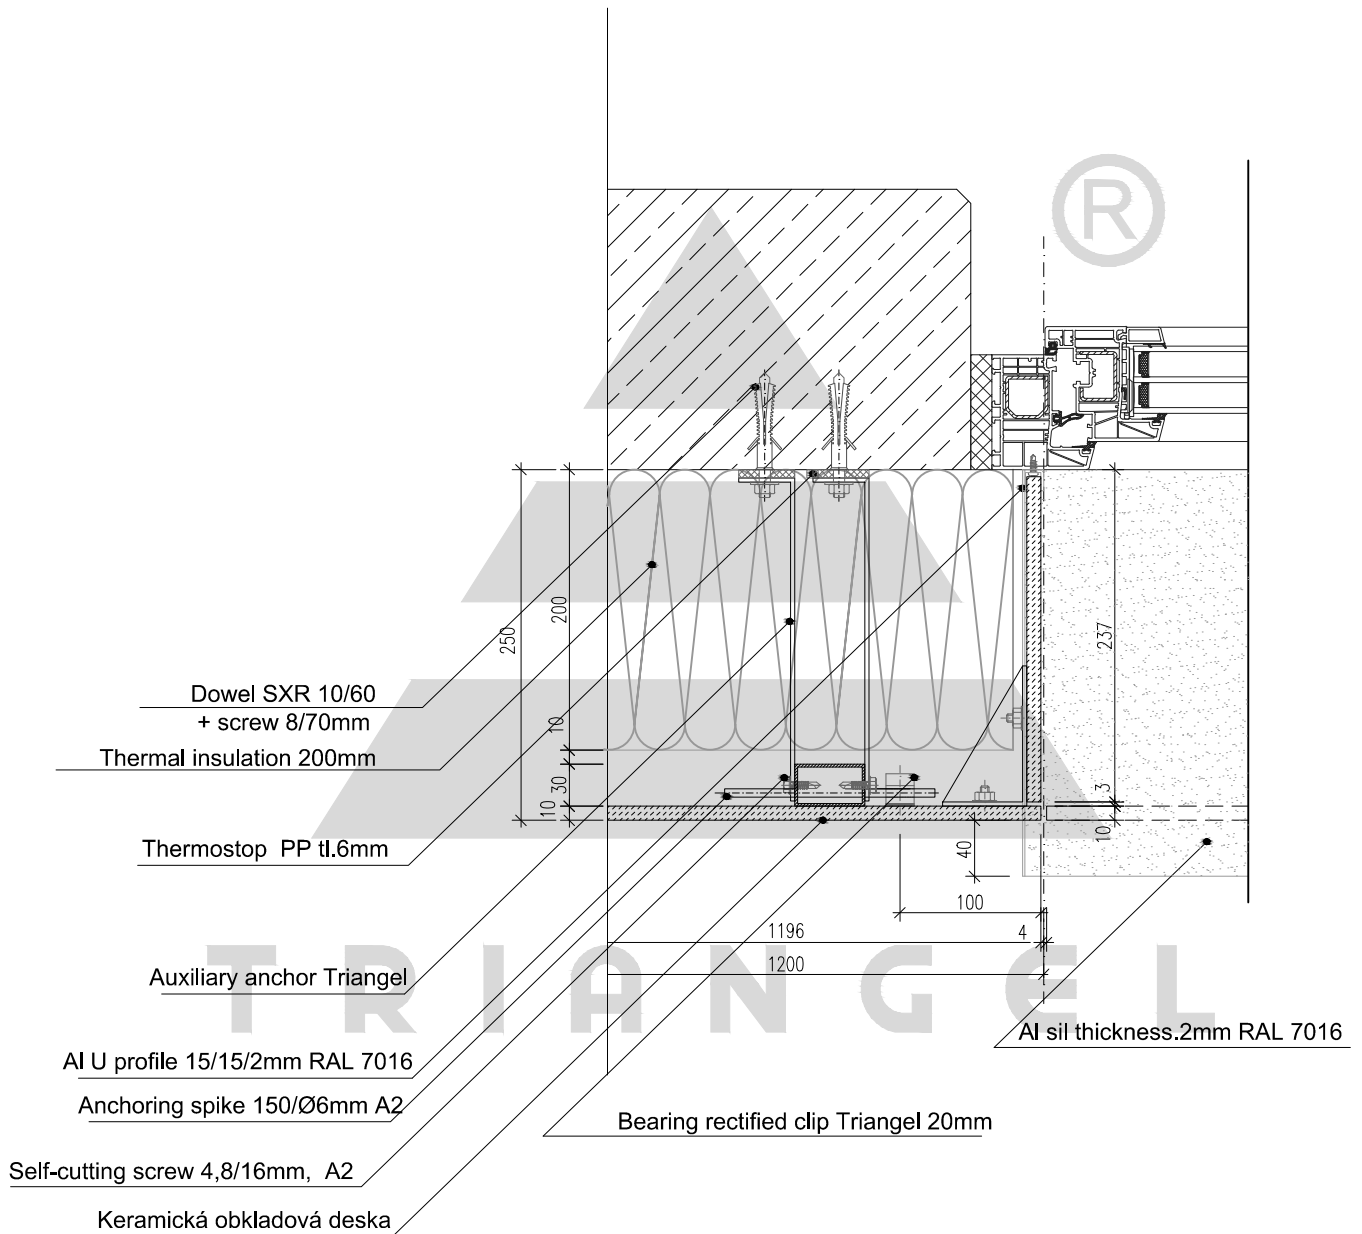 ®
250
200
10
30
10
237
3
10
40
100
1196
4
1200
Dowel SXR 10/60
+ screw 8/70mm
Thermal insulation 200mm
Thermostop PP tl.6mm
Auxiliary anchor Triangel
TRIANGEL
Al sil thickness.2mm RAL 7016
Al U profile 15/15/2mm RAL 7016
Anchoring spike 150/Ø6mm A2
Bearing rectified clip Triangel 20mm
Self-cutting screw 4,8/16mm, A2
Keramická obkladová deska